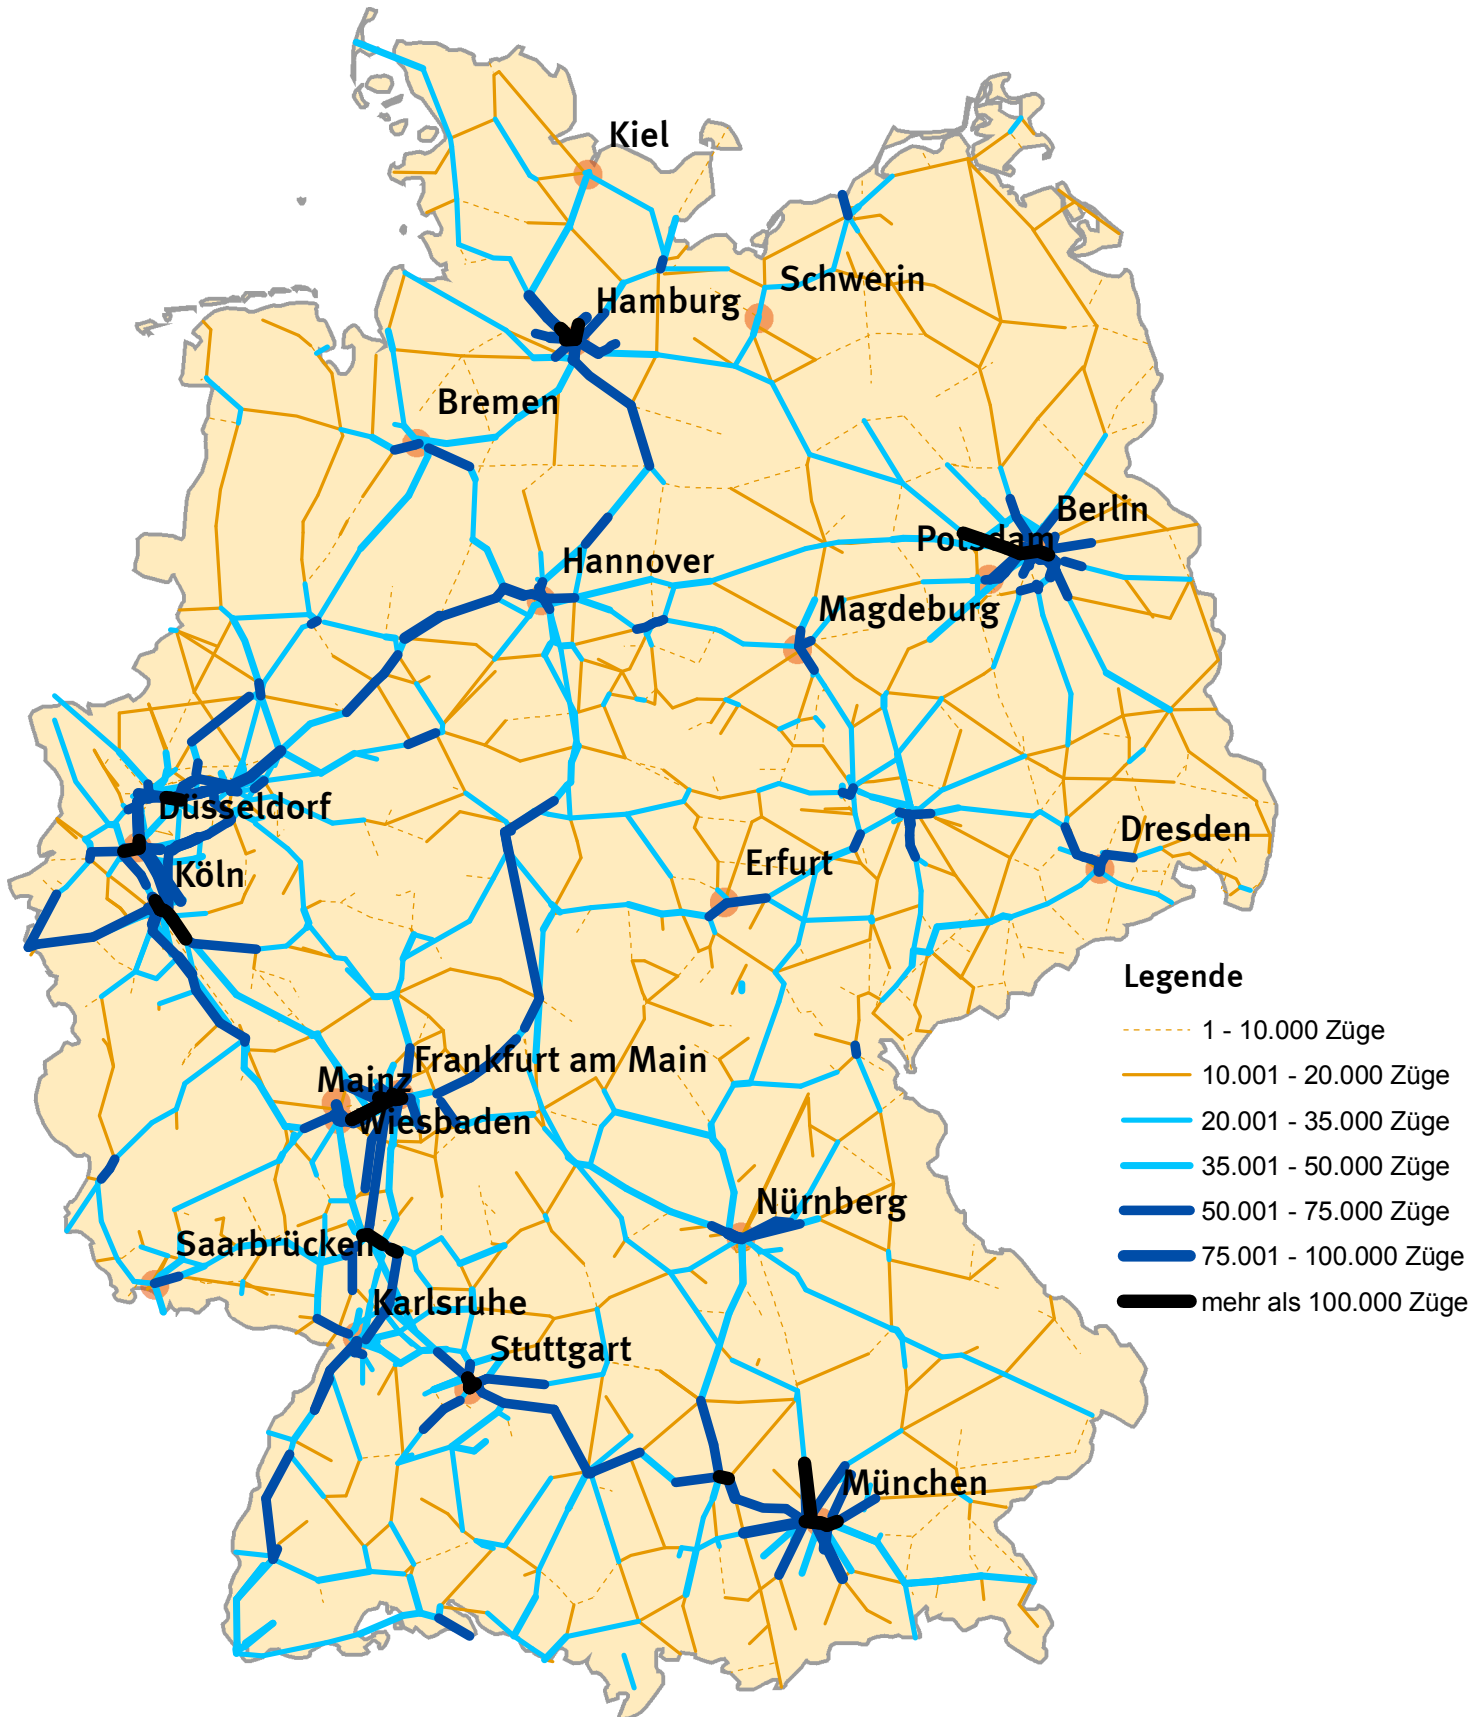 Kiel
Schwerin
Hamburg
Bremen
Berlin
Potsdam
Hannover
Magdeburg
Düsseldorf
Dresden
Erfurt
Köln
Legende
1 - 10.000 Züge
10.001 - 20.000 Züge
20.001 - 35.000 Züge
35.001 - 50.000 Züge
50.001 - 75.000 Züge
75.001 - 100.000 Züge
mehr als 100.000 Züge
Frankfurt am Main
Mainz
Wiesbaden
Nürnberg
Saarbrücken
Karlsruhe
Stuttgart
München